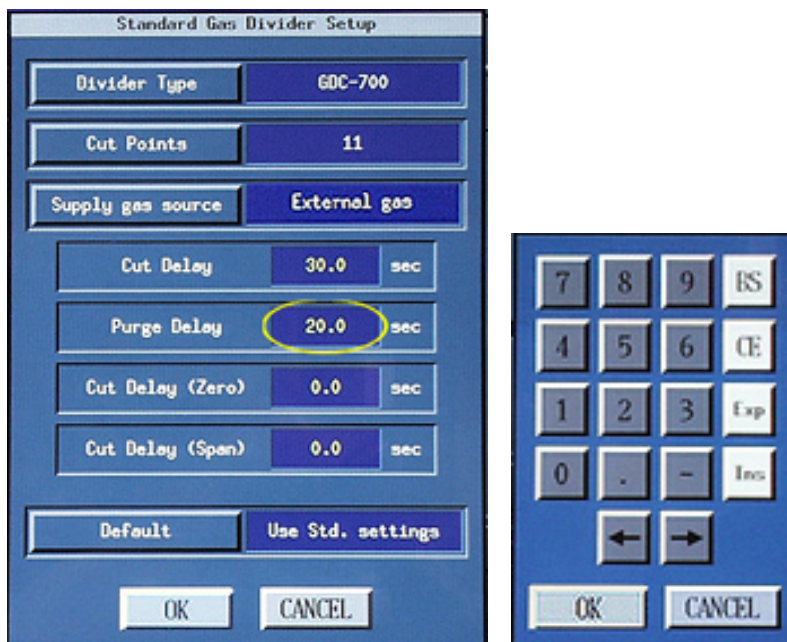 Standard Gas Divider Setup
Divider Type GDC-700
Cut Points 11
Supply gas source External gas
Cut Delay 30.0 sec
Purge Delay 20.0 sec
Cut Delay (Zero) 0.0 sec
Cut Delay (Span) 0.0 sec
Default Use Std. settings
OK CANCEL
7 8 9 BS
4 5 6 CE
1 2 3 Exp
0 . - Ins
← →
OK CANCEL